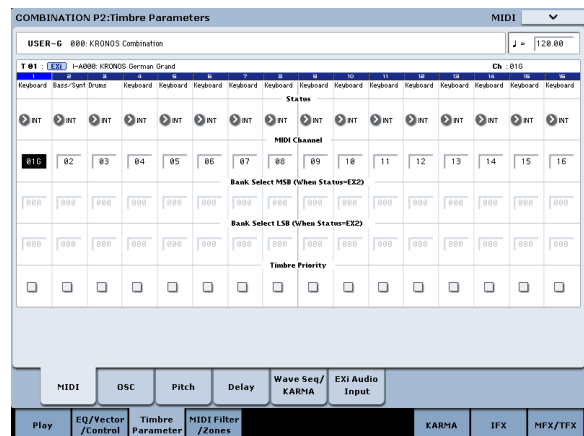 COMBINATION P2:Timbre Parameters MIDI
USER-G 000: KRONOS Combination ♩ = 120.00
T 01 : EXi I-A000: KRONOS German Grand Ch : 01G
1 2 3 4 5 6 7 8 9 10 11 12 13 14 15 16
Keyboard Bass/Synt Drums Keyboard Keyboard Keyboard Keyboard Keyboard Keyboard Keyboard Keyboard Keyboard Keyboard Keyboard Keyboard Keyboard
Status
INT INT INT INT INT INT INT INT INT INT INT INT INT INT INT INT
MIDI Channel
01G 02 03 04 05 06 07 08 09 10 11 12 13 14 15 16
Bank Select MSB (When Status=EX2)
000 000 000 000 000 000 000 000 000 000 000 000 000 000 000 000
Bank Select LSB (When Status=EX2)
000 000 000 000 000 000 000 000 000 000 000 000 000 000 000 000
Timbre Priority
MIDI OSC Pitch Delay Wave Seq/ KARMA EXi Audio Input
Play EQ/Vector /Control Timbre Parameter MIDI Filter /Zones KARMA IFX MFX/TFX